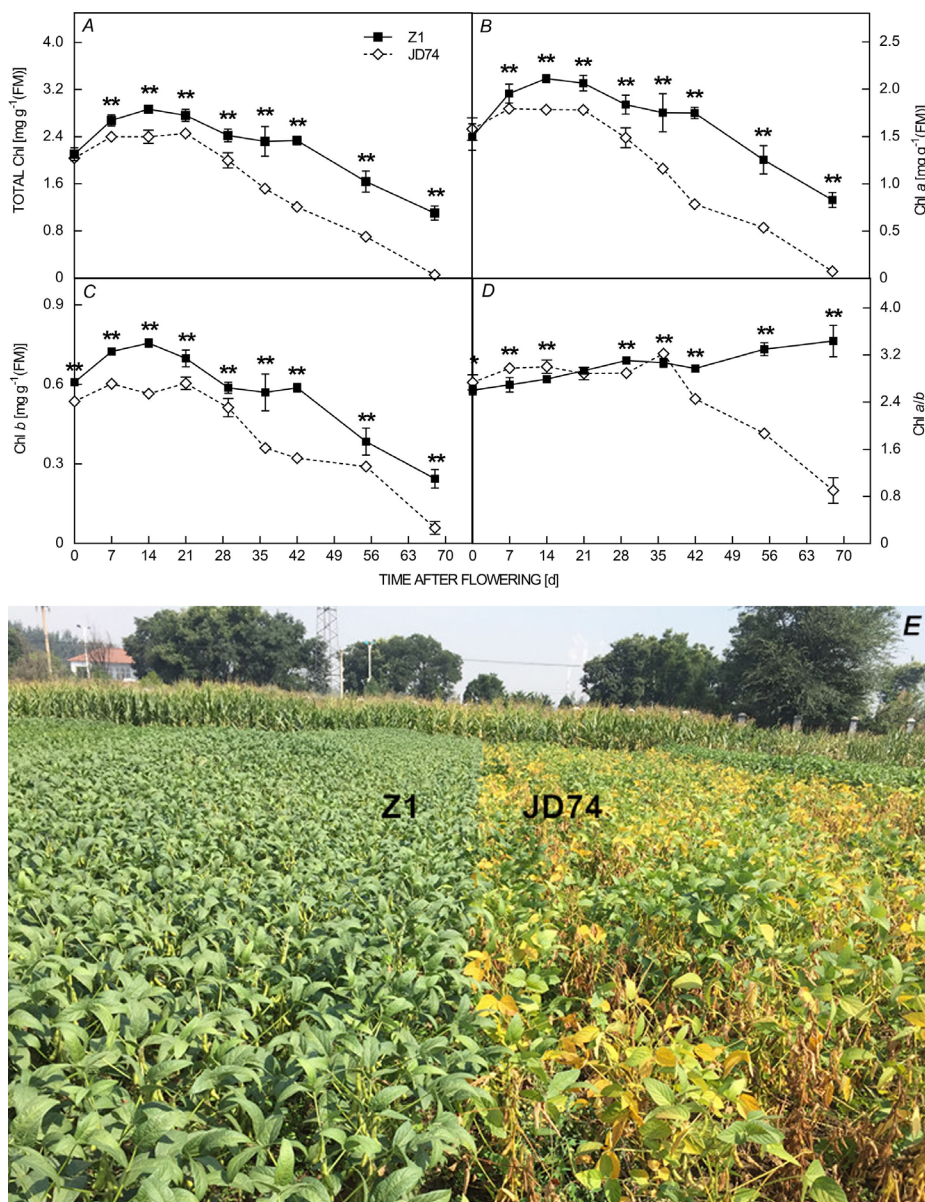 A
Z1
JD74
4.0
3.2
2.4
1.6
0.8
0
TOTAL Chl [mg g⁻¹(FM)]
** ** ** ** ** ** ** **
B
2.5
2.0
1.5
1.0
0.5
0
Chl a [mg g⁻¹(FM)]
** ** ** ** ** ** ** **
C
0.9
0.6
0.3
0
Chl b [mg g⁻¹(FM)]
** ** ** ** ** ** ** ** **
D
4.0
3.2
2.4
1.6
0.8
0
Chl a/b
* ** ** ** ** ** ** **
0 7 14 21 28 35 42 49 56 63 70
0 7 14 21 28 35 42 49 56 63 70
TIME AFTER FLOWERING [d]
E
Z1 JD74